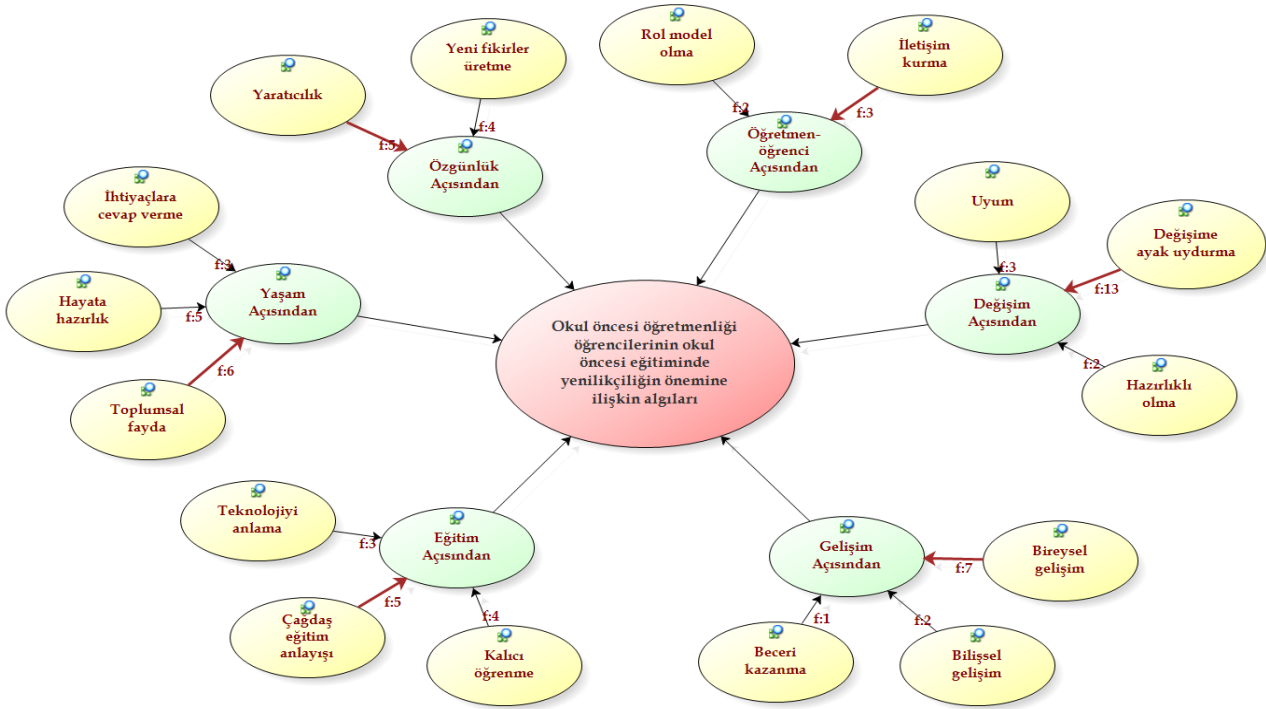 Yeni fikirler
üretme
Yaratıcılık
f:4
f:5
Özgünlük
Açısından
Rol model
olma
İletişim
kurma
f:2
f:3
Öğretmen-
öğrenci
Açısından
İhtiyaçlara
cevap verme
f:3
Hayata
hazırlık
f:5
Yaşam
Açısından
f:6
Toplumsal
fayda
Uyum
Değişime
ayak uydurma
f:3
f:13
Değişim
Açısından
f:2
Hazırlıklı
olma
Okul öncesi öğretmenliği
öğrencilerinin okul
öncesi eğitiminde
yenilikçiliğin önemine
ilişkin algıları
Teknolojiyi
anlama
f:3
Eğitim
Açısından
f:5
f:4
Çağdaş
eğitim
anlayışı
Kalıcı
öğrenme
Gelişim
Açısından
f:7
Bireysel
gelişim
f:1
f:2
Beceri
kazanma
Bilişsel
gelişim